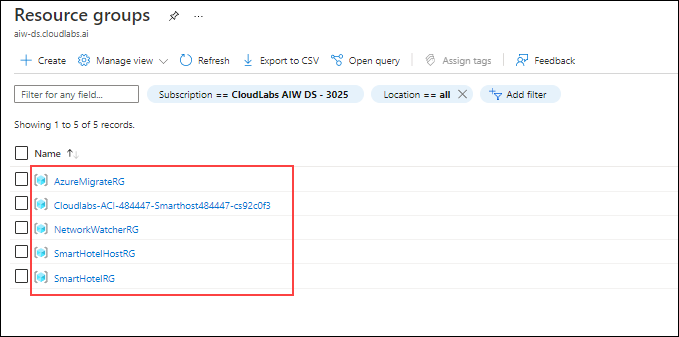 Resource groups
aiw-ds.cloudlabs.ai
Create Manage view Refresh Export to CSV Open query Assign tags Feedback
Filter for any field... Subscription == CloudLabs AIW DS - 3025 Location == all Add filter
Showing 1 to 5 of 5 records.
Name
AzureMigrateRG
Cloudlabs-ACI-484447-Smarthost484447-cs92c0f3
NetworkWatcherRG
SmartHotelHostRG
SmartHotelRG